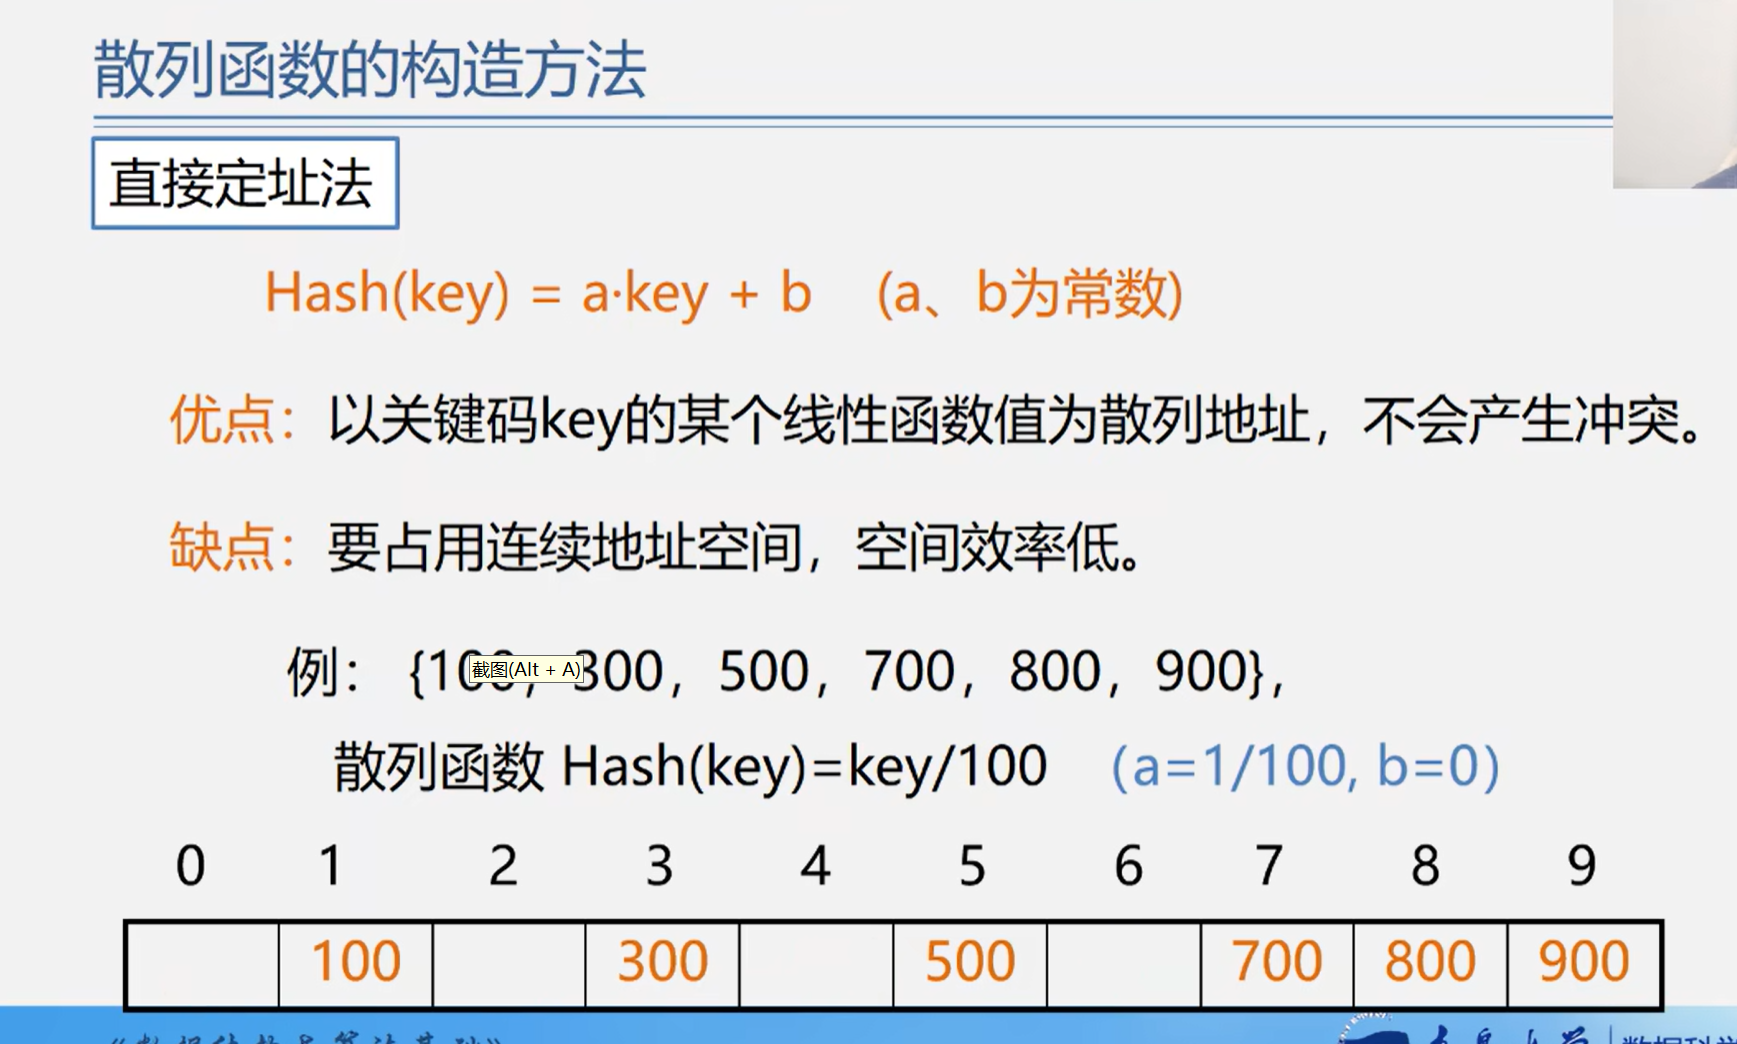 散列函数的构造方法
直接定址法
Hash(key) = a·key + b (a、b为常数)
优点：以关键码key的某个线性函数值为散列地址，不会产生冲突。
缺点：要占用连续地址空间，空间效率低。
例： {100，300，500，700，800，900}，
截图(Alt + A)
散列函数 Hash(key)=key/100 （a=1/100, b=0）
0 1 2 3 4 5 6 7 8 9
100 300 500 700 800 900